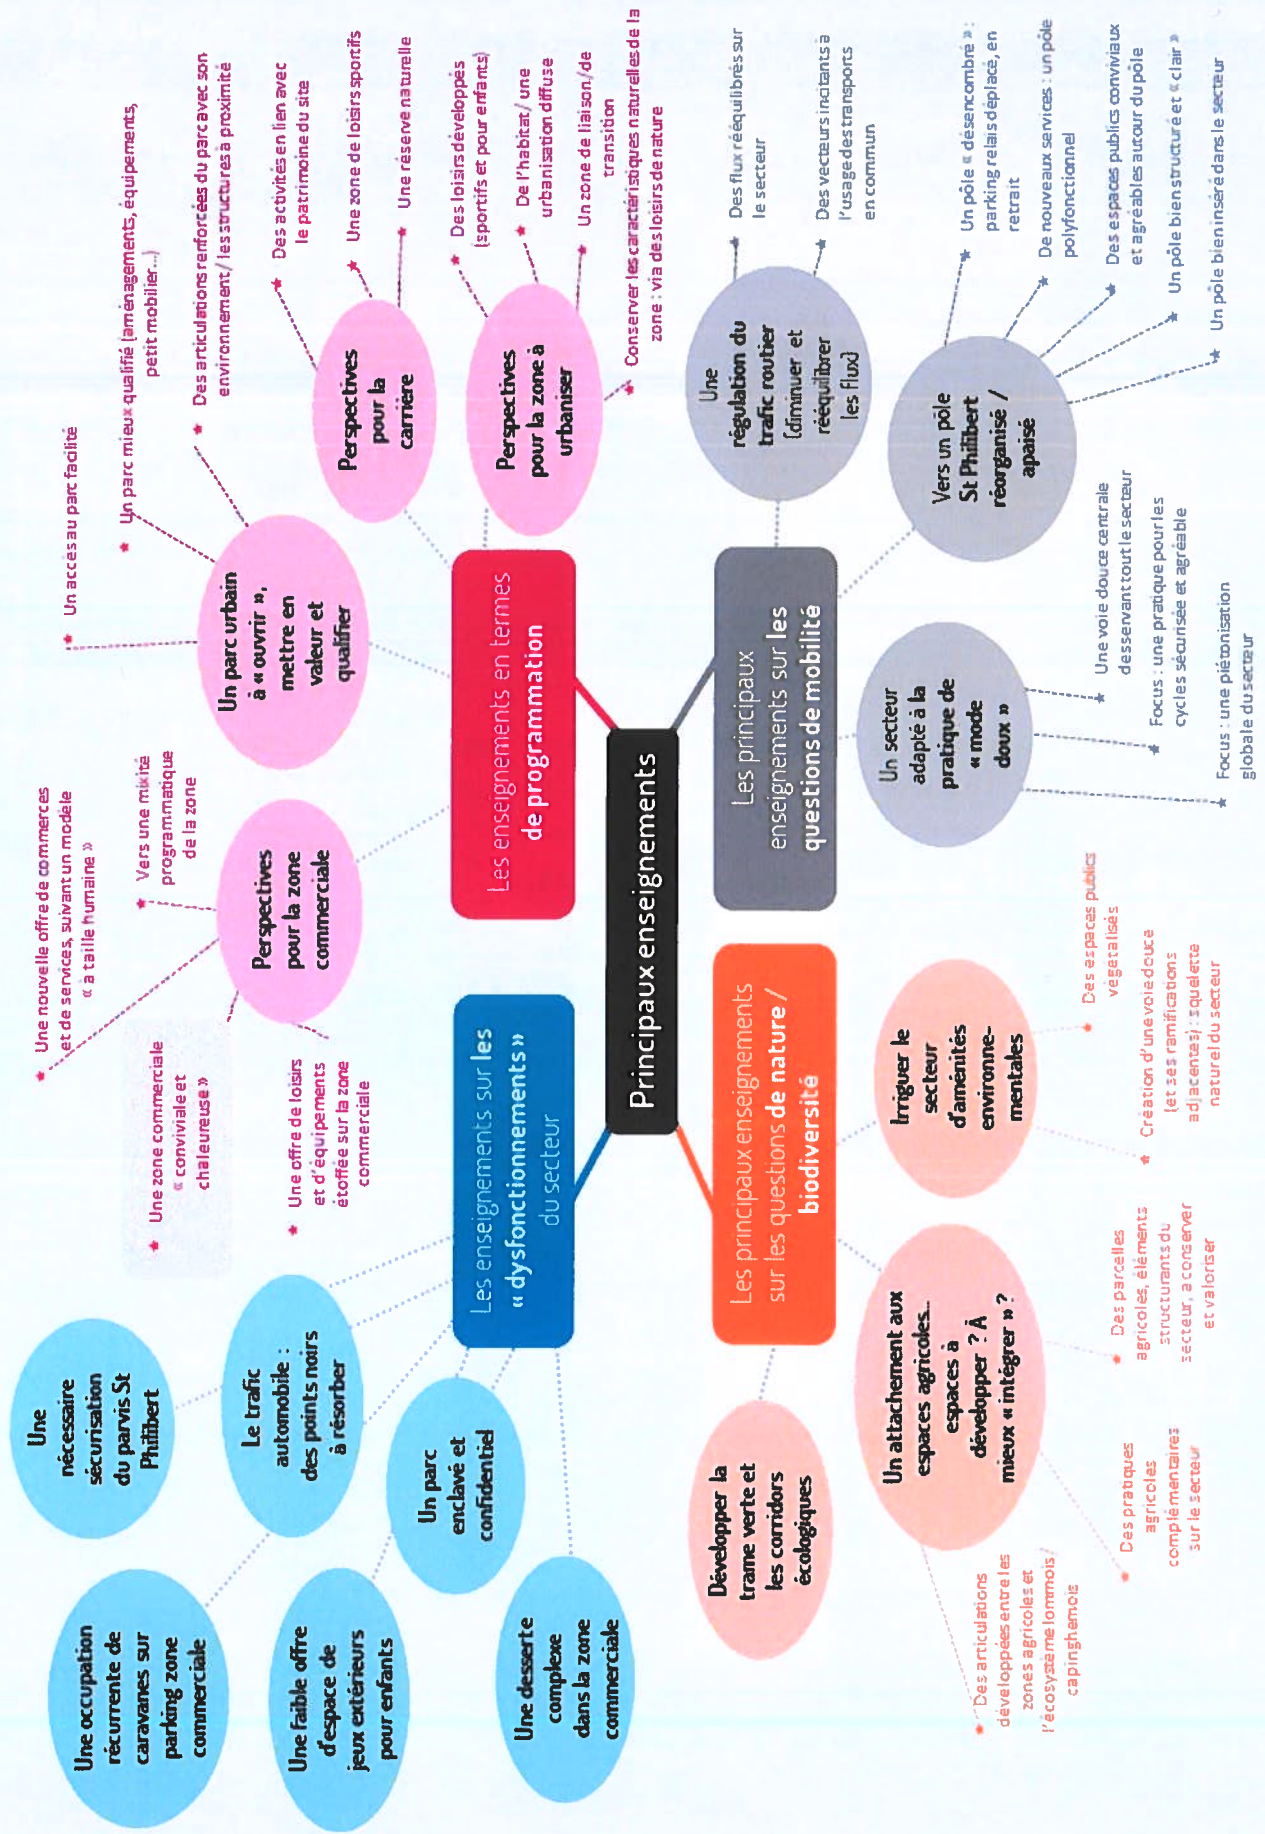 Principaux enseignements
Les enseignements sur les
« dysfonctionnements »
du secteur
Une
nécessaire
sécurisation
du parvis St
Philibert
Une occupation
récurrente de
caravanes sur
parking zone
commerciale
Le trafic
automobile :
des points noirs
à résorber
Une faible offre
d'espace de
jeux extérieurs
pour enfants
Un parc
enclavé et
confidentiel
Une desserte
complexe
dans la zone
commerciale
Les enseignements en termes
de programmation
Perspectives
pour la zone
commerciale
★ Une nouvelle offre de commerces
et de services, suivant un modèle
« à taille humaine »
★ Vers une mixité
programmatique
de la zone
★ Une zone commerciale
« conviviale et
chaleureuse »
★ Une offre de loisirs
et d'équipements
étoffée sur la zone
commerciale
Un parc urbain
à « ouvrir »,
mettre en
valeur et
qualifier
★ Un accès au parc facilité
★ Un parc mieux qualifié (aménagements, équipements,
petit mobilier...)
★ Des articulations renforcées du parc avec son
environnement / les structures à proximité
Perspectives
pour la
carrière
★ Des activités en lien avec
le patrimoine du site
★ Une zone de loisirs sportifs
★ Une réserve naturelle
Perspectives
pour la zone à
urbaniser
★ Des loisirs développés
(sportifs et pour enfants)
★ De l'habitat / une
urbanisation diffuse
★ Un zone de liaison / de
transition
★ Conserver les caractéristiques naturelles de la
zone : via des loisirs de nature
Les principaux enseignements
sur les questions de nature /
biodiversité
Développer la
trame verte et
les corridors
écologiques
Un attachement aux
espaces agricoles...
espaces à
développer ? À
mieux « intégrer » ?
★ Des articulations
développées entre les
zones agricoles et
l'écosystème lommois /
capinghemois
★ Des pratiques
agricoles
complémentaires
sur le secteur
★ Des parcelles
agricoles, éléments
structurants du
secteur, a conserver
et valoriser
Irriguer le
secteur
d'aménités
environne-
mentales
★ Création d'une voie douce
(et ses ramifications
adjacentes) : squelette
naturel du secteur
★ Des espaces publics
végétalisés
Les principaux
enseignements sur les
questions de mobilité
Un secteur
adapté à la
pratique de
« mode
doux »
★ Une voie douce centrale
desservant tout le secteur
★ Focus : une pratique pour les
cycles sécurisée et agréable
★ Focus : une piétonisation
globale du secteur
Une
régulation du
trafic routier
(diminuer et
rééquilibrer
les flux)
★ Des flux rééquilibrés sur
le secteur
★ Des vecteurs incitants à
l'usage des transports
en commun
Vers un pole
St Philibert
réorganisé /
apaisé
★ Un pôle « désencombré » :
parking relais déplacé, en
retrait
★ De nouveaux services : un pôle
polyfonctionnel
★ Des espaces publics conviviaux
et agréables autour du pôle
★ Un pôle bien structuré et « clair »
★ Un pôle bien inséré dans le secteur